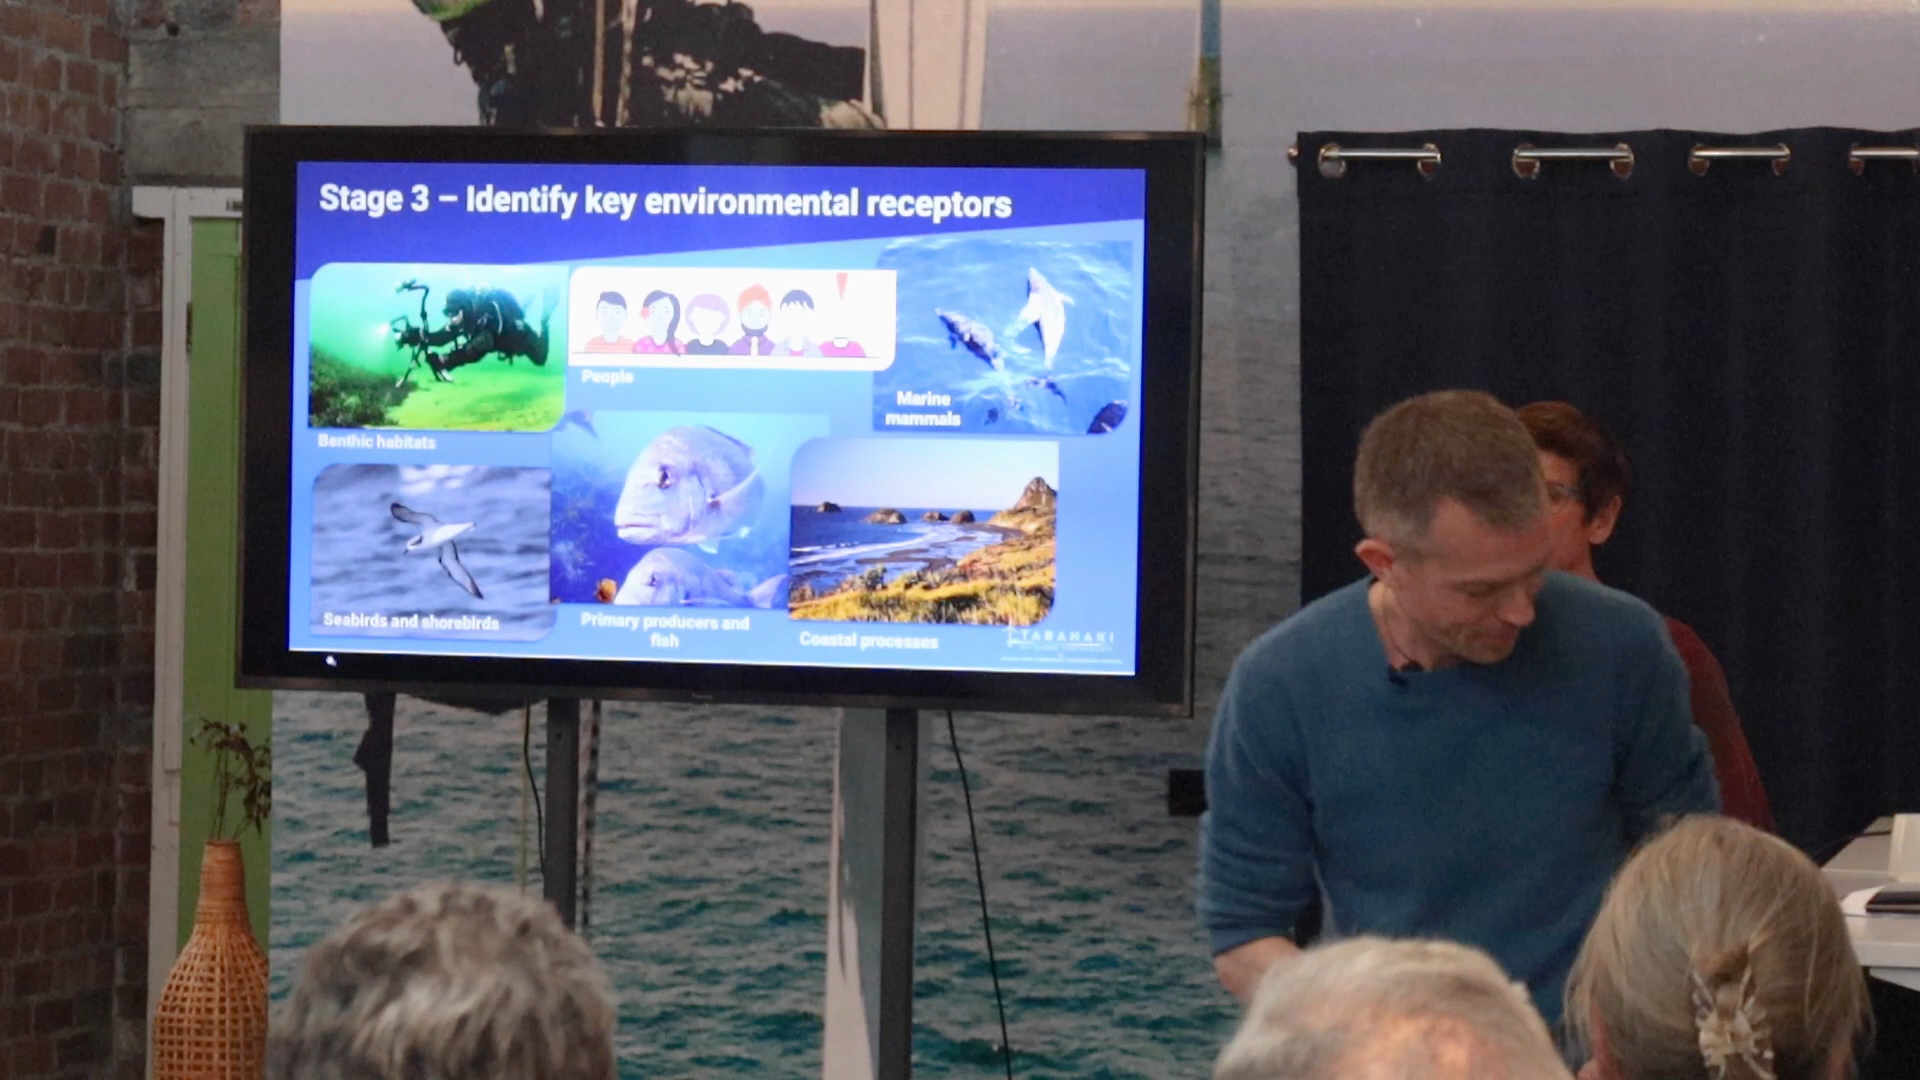 Stage 3 – Identify key environmental receptors
People
Marine
mammals
Benthic habitats
Seabirds and shorebirds
Primary producers and
fish
Coastal processes
TARANAKI